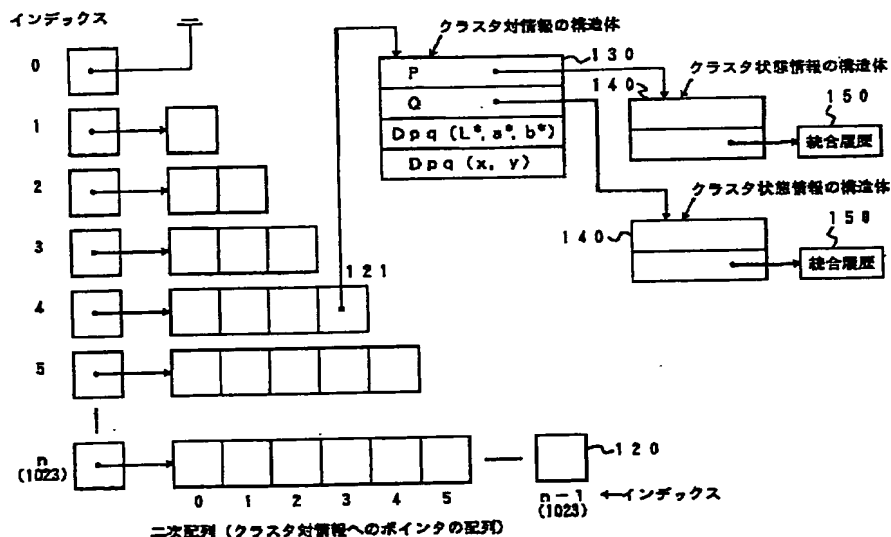 インデックス
クラスタ対情報の構造体
0
130
P
クラスタ状態情報の構造体
140
150
Q
1
Dpq (L*, a*, b*)
統合履歴
Dpq (x, y)
2
クラスタ状態情報の構造体
150
3
140
121
統合履歴
4
5
n
120
(1023)
0 1 2 3 4 5
n-1 ←インデックス
(1023)
二次配列 (クラスタ対情報へのポインタの配列)